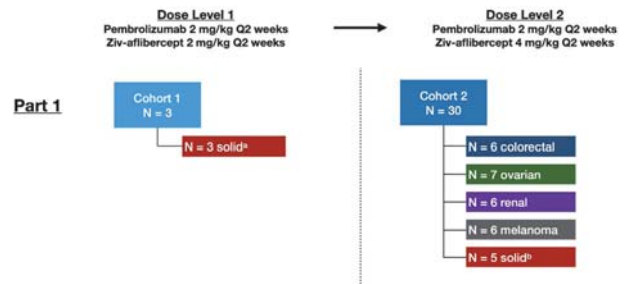 Dose Level 1
Pembrolizumab 2 mg/kg Q2 weeks
Ziv-aflibercept 2 mg/kg Q2 weeks
Dose Level 2
Pembrolizumab 2 mg/kg Q2 weeks
Ziv-aflibercept 4 mg/kg Q2 weeks
Part 1
Cohort 1
N = 3
N = 3 solidᵃ
Cohort 2
N = 30
N = 6 colorectal
N = 7 ovarian
N = 6 renal
N = 6 melanoma
N = 5 solidᵇ